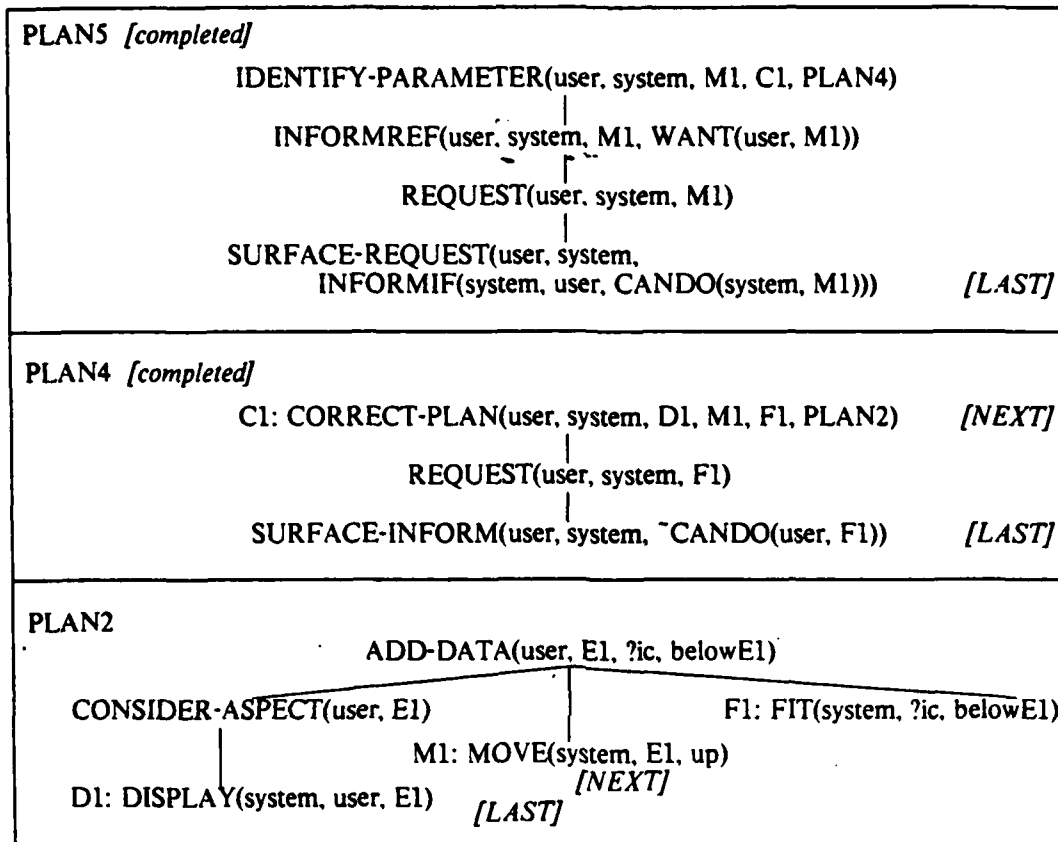 PLAN5 [completed]
IDENTIFY-PARAMETER(user, system, M1, C1, PLAN4)
INFORMREF(user, system, M1, WANT(user, M1))
REQUEST(user, system, M1)
SURFACE-REQUEST(user, system,
INFORMIF(system, user, CANDO(system, M1))) [LAST]
PLAN4 [completed]
C1: CORRECT-PLAN(user, system, D1, M1, F1, PLAN2) [NEXT]
REQUEST(user, system, F1)
SURFACE-INFORM(user, system, ~CANDO(user, F1)) [LAST]
PLAN2
ADD-DATA(user, E1, ?ic, belowE1)
CONSIDER-ASPECT(user, E1) F1: FIT(system, ?ic, belowE1)
M1: MOVE(system, E1, up)
[NEXT]
D1: DISPLAY(system, user, E1) [LAST]